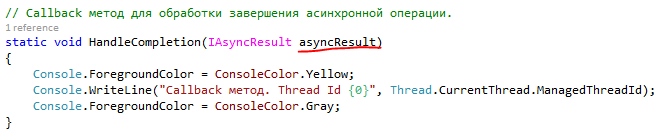 // Callback метод для обработки завершения асинхронной операции.
1 reference
static void HandleCompletion(IAsyncResult asyncResult)
{
    Console.ForegroundColor = ConsoleColor.Yellow;
    Console.WriteLine("Callback метод. Thread Id {0}", Thread.CurrentThread.ManagedThreadId);
    Console.ForegroundColor = ConsoleColor.Gray;
}